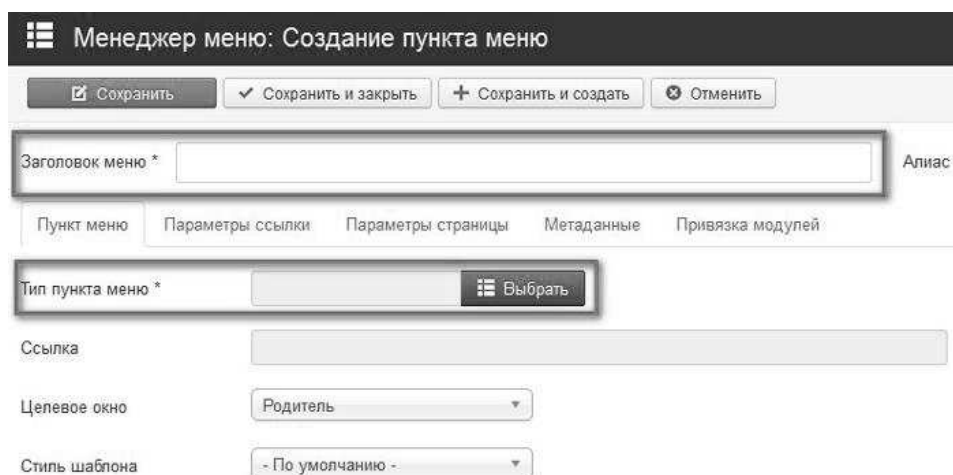 Менеджер меню: Создание пункта меню
Сохранить Сохранить и закрыть Сохранить и создать Отменить
Заголовок меню * Алиас
Пункт меню Параметры ссылки Параметры страницы Метаданные Привязка модулей
Тип пункта меню * Выбрать
Ссылка
Целевое окно Родитель
Стиль шаблона - По умолчанию -